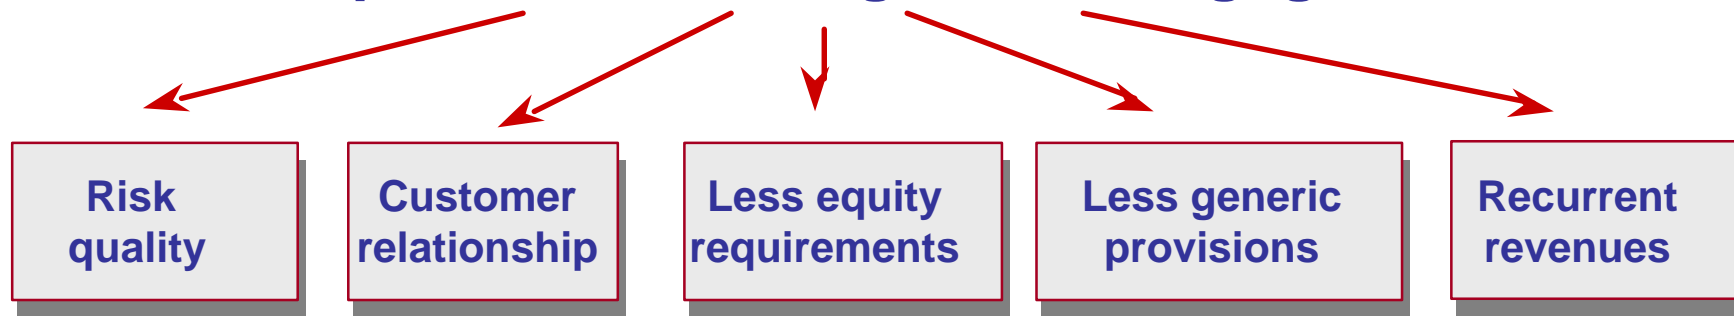 Risk
quality
Customer
relationship
Less equity
requirements
Less generic
provisions
Recurrent
revenues